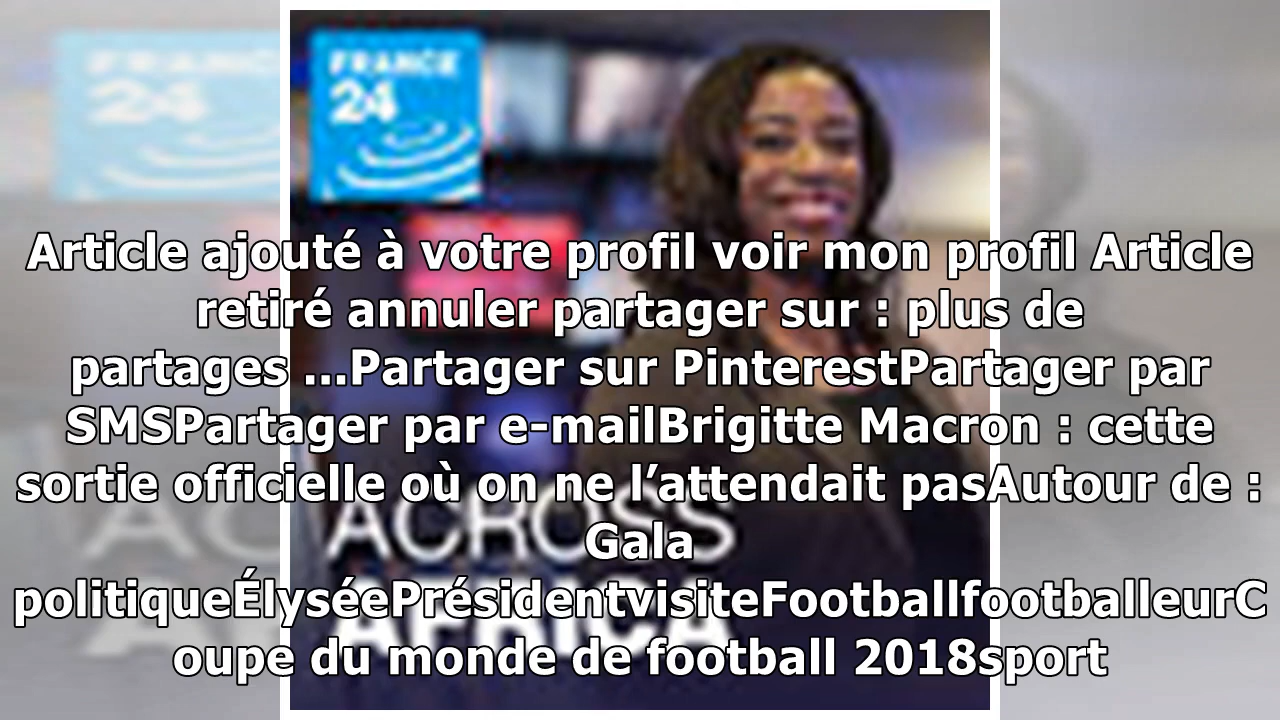 FRANCE
24
Article ajouté à votre profil voir mon profil Article
retiré annuler partager sur : plus de
partages ...Partager sur PinterestPartager par
SMSPartager par e-mailBrigitte Macron : cette
sortie officielle où on ne l’attendait pasAutour de :
ACROSS
Gala
politiqueÉlyséePrésidentvisiteFootballfootballeurC
AFRICA
oupe du monde de football 2018sport